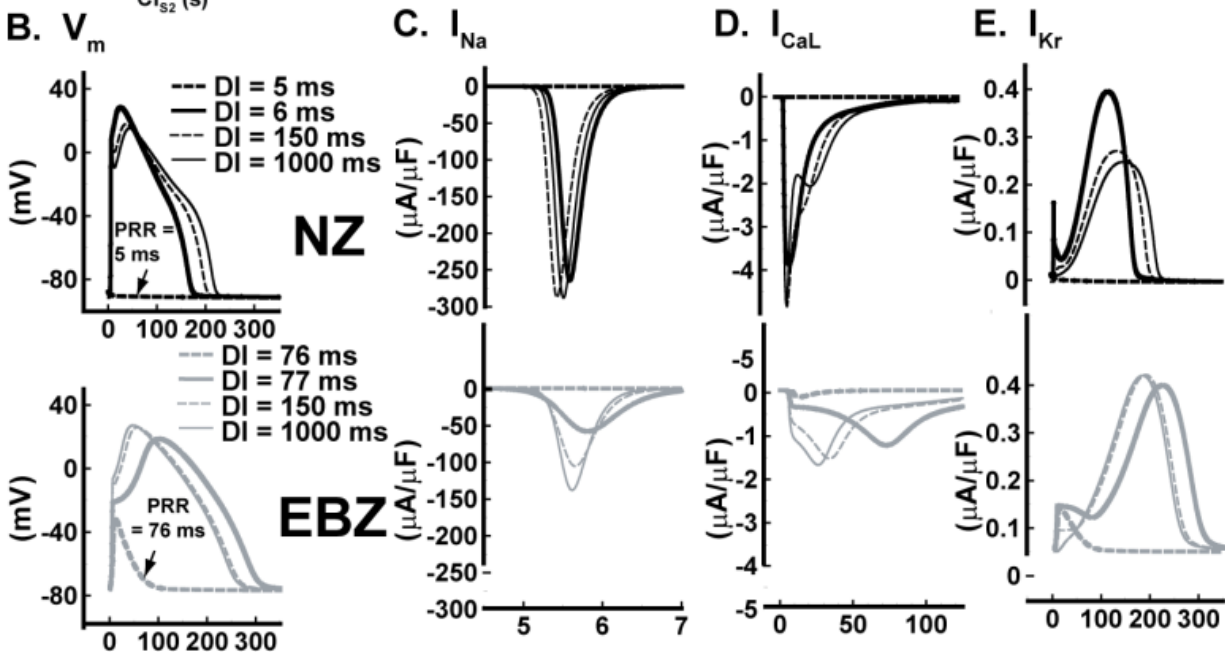 CI_S2 (s)
B. V_m
C. I_Na
D. I_CaL
E. I_Kr
40
0
-40
-80
(mV)
DI = 5 ms
DI = 6 ms
DI = 150 ms
DI = 1000 ms
PRR =
5 ms
NZ
0 100 200 300
0
-50
-100
-150
-200
-250
-300
(μA/μF)
0
-1
-2
-3
-4
(μA/μF)
0.4
0.3
0.2
0.1
0
(μA/μF)
DI = 76 ms
DI = 77 ms
DI = 150 ms
DI = 1000 ms
40
0
-40
-80
(mV)
PRR
= 76 ms
EBZ
0 100 200 300
0
-50
-100
-150
-200
-250
-300
(μA/μF)
5 6 7
-5
0
-1
-2
-3
-4
-5
(μA/μF)
0 50 100
0.4
0.3
0.2
0.1
0
(μA/μF)
0 100 200 300